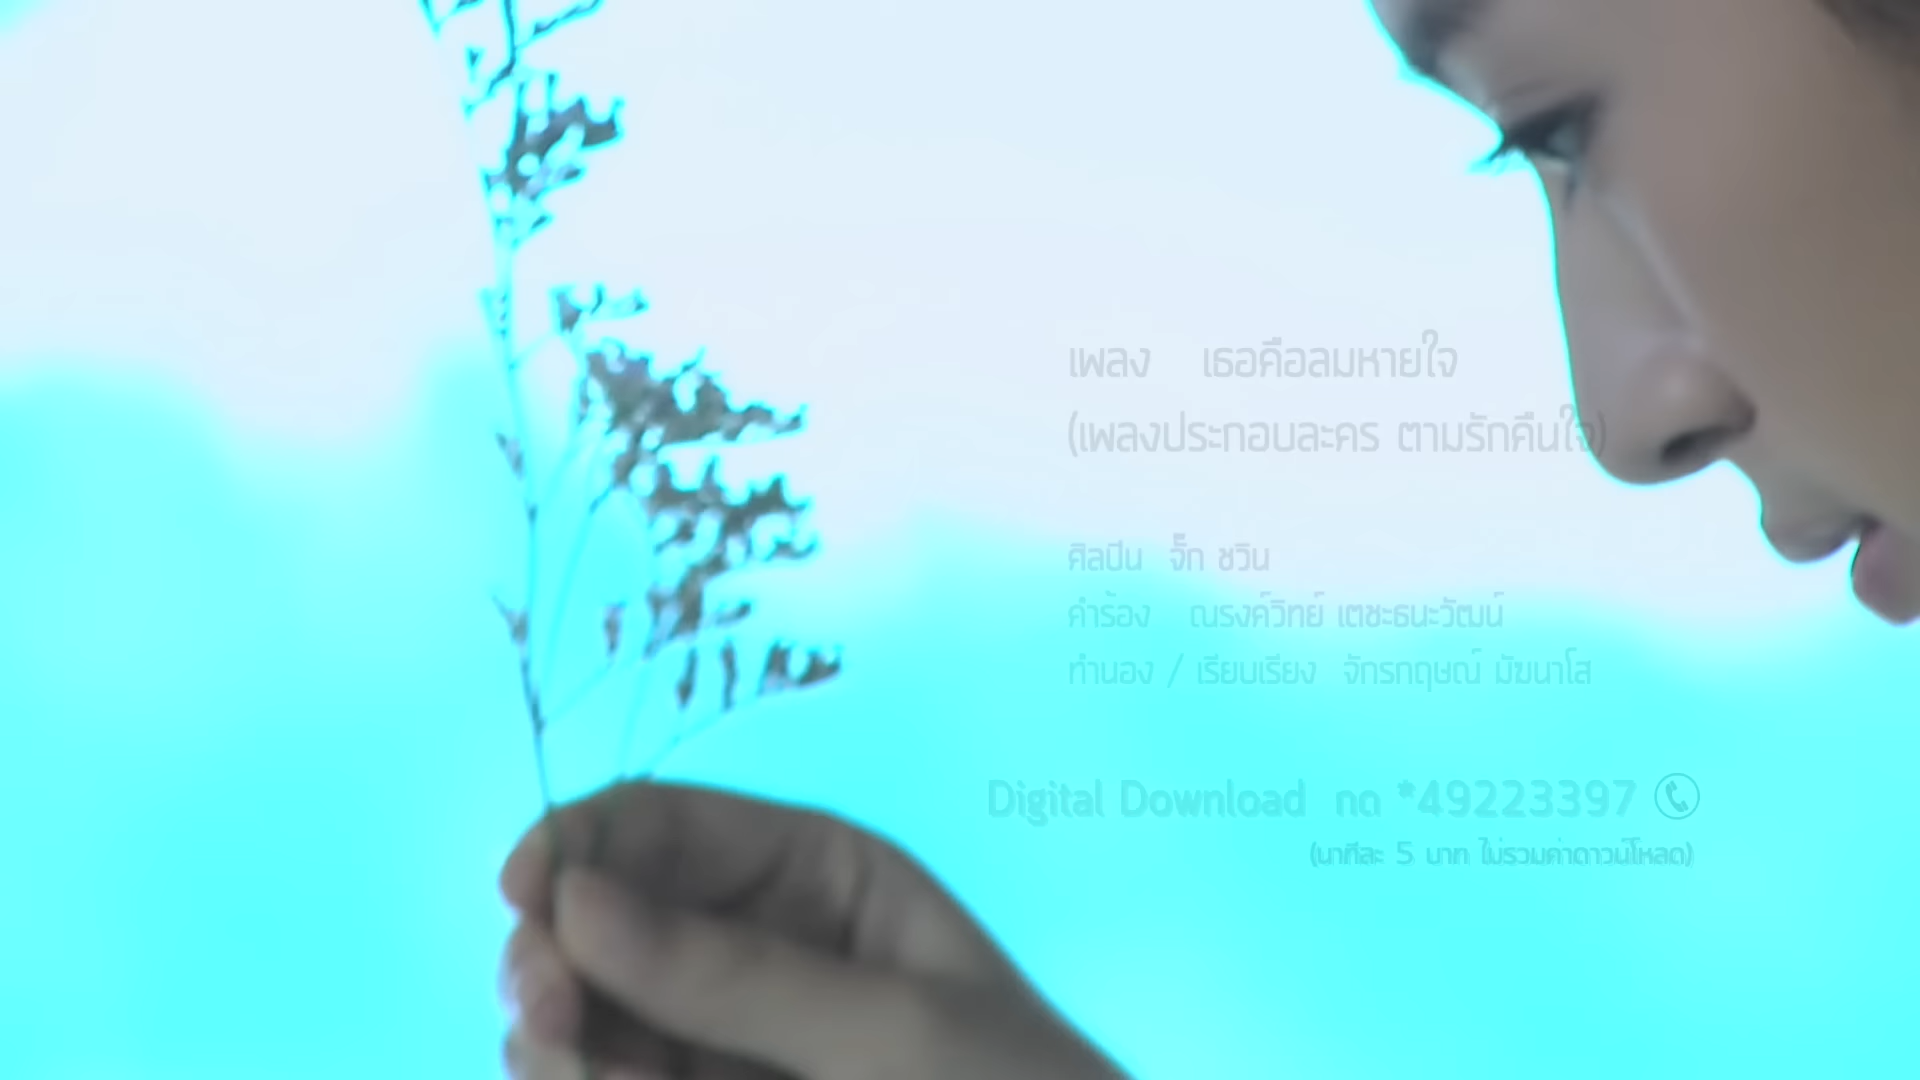 เพลง เธอคือลมหายใจ
(เพลงประกอบละคร ตามรักคืนใจ)
ศิลปิน จั๊ก ชวิน
คำร้อง ณรงค์วิทย์ เตชะธนะวัฒน์
ทำนอง / เรียบเรียง จักรกฤษณ์ มัฆนาโส
Digital Download กด *49223397
(นาทีละ 5 บาท ไม่รวมค่าดาวน์โหลด)